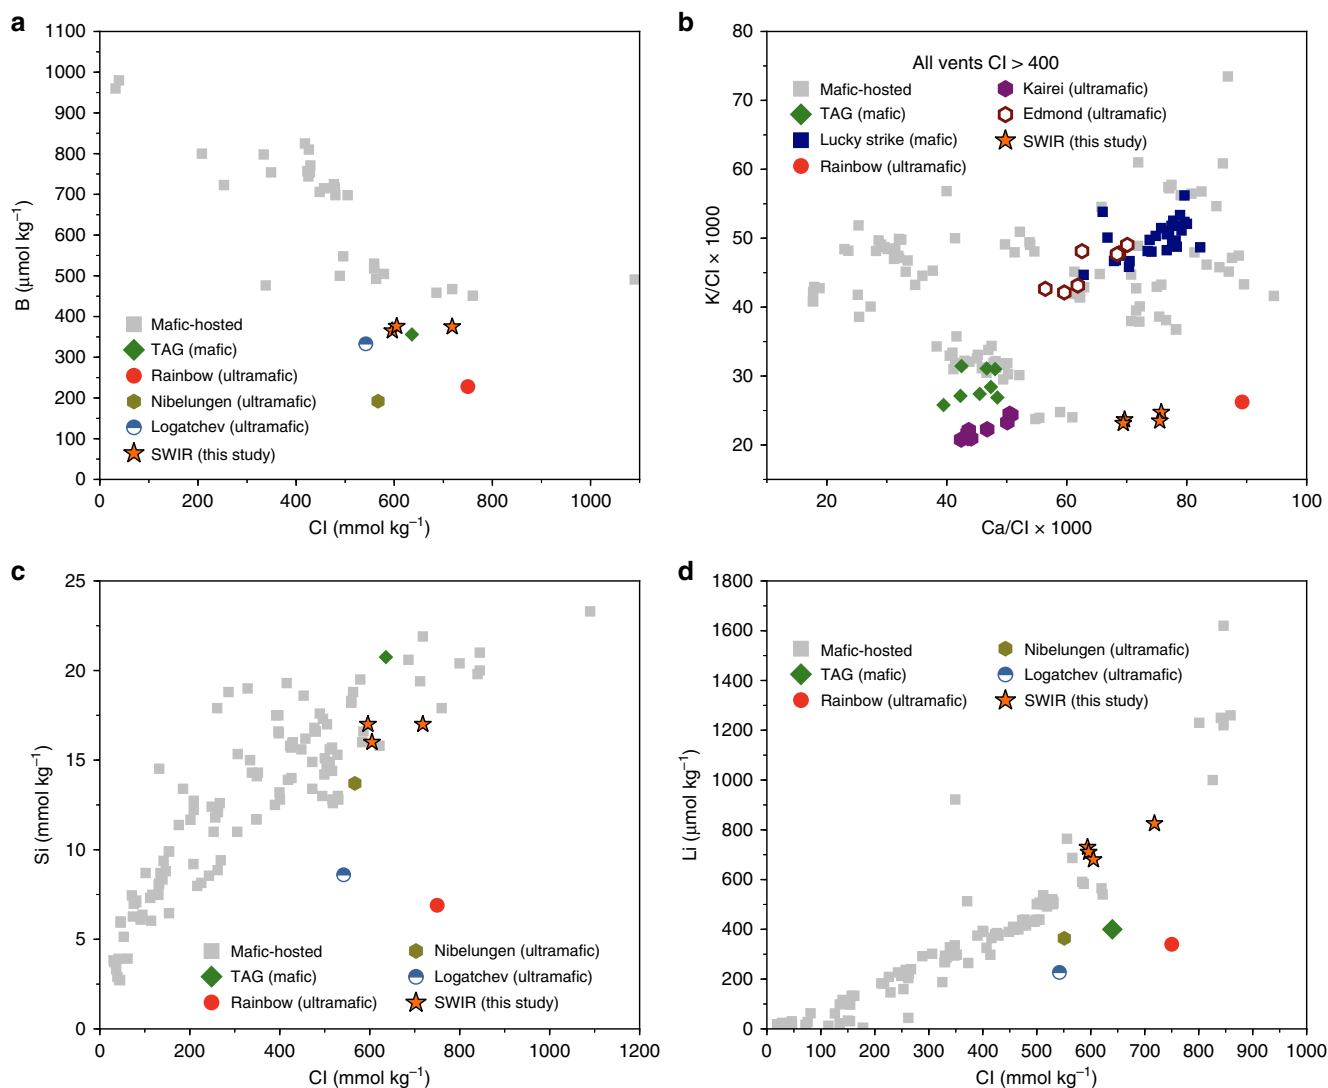 a
1100
1000
900
800
700
600
500
400
300
200
100
0
B (μmol kg⁻¹)
Mafic-hosted
TAG (mafic)
Rainbow (ultramafic)
Nibelungen (ultramafic)
Logatchev (ultramafic)
SWIR (this study)
0 200 400 600 800 1000
CI (mmol kg⁻¹)
b
80
70
60
50
40
30
20
K/CI × 1000
All vents CI > 400
Mafic-hosted
TAG (mafic)
Lucky strike (mafic)
Rainbow (ultramafic)
Kairei (ultramafic)
Edmond (ultramafic)
SWIR (this study)
20 40 60 80 100
Ca/CI × 1000
c
25
20
15
10
5
0
Si (mmol kg⁻¹)
Mafic-hosted
TAG (mafic)
Rainbow (ultramafic)
Nibelungen (ultramafic)
Logatchev (ultramafic)
SWIR (this study)
0 200 400 600 800 1000 1200
CI (mmol kg⁻¹)
d
1800
1600
1400
1200
1000
800
600
400
200
0
Li (μmol kg⁻¹)
Mafic-hosted
TAG (mafic)
Rainbow (ultramafic)
Nibelungen (ultramafic)
Logatchev (ultramafic)
SWIR (this study)
0 100 200 300 400 500 600 700 800 900 1000
CI (mmol kg⁻¹)